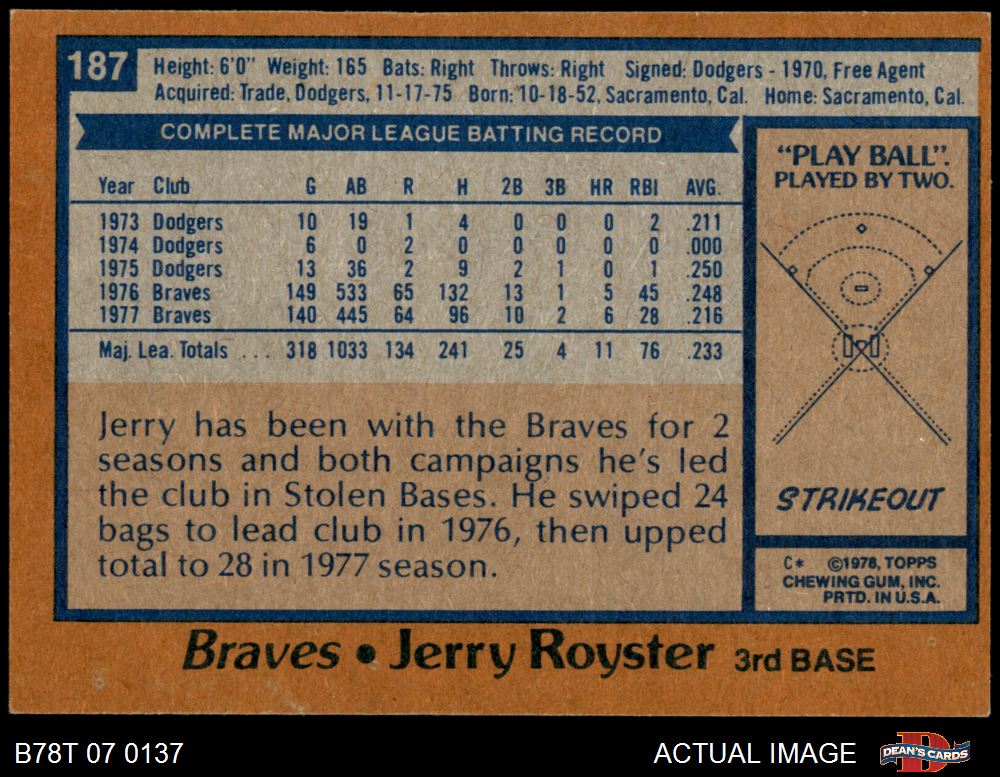 187
Height: 6'0" Weight: 165 Bats: Right Throws: Right Signed: Dodgers - 1970, Free Agent
Acquired: Trade, Dodgers, 11-17-75 Born: 10-18-52, Sacramento, Cal. Home: Sacramento, Cal.
COMPLETE MAJOR LEAGUE BATTING RECORD
Year Club G AB R H 2B 3B HR RBI AVG.
1973 Dodgers 10 19 1 4 0 0 0 2 .211
1974 Dodgers 6 0 2 0 0 0 0 0 .000
1975 Dodgers 13 36 2 9 2 1 0 1 .250
1976 Braves 149 533 65 132 13 1 5 45 .248
1977 Braves 140 445 64 96 10 2 6 28 .216
Maj. Lea. Totals ... 318 1033 134 241 25 4 11 76 .233
Jerry has been with the Braves for 2
seasons and both campaigns he's led
the club in Stolen Bases. He swiped 24
bags to lead club in 1976, then upped
total to 28 in 1977 season.
"PLAY BALL".
PLAYED BY TWO.
STRIKEOUT
C* ©1978, TOPPS
CHEWING GUM, INC.
PRTD. IN U.S.A.
Braves • Jerry Royster 3rd BASE
B78T 07 0137
ACTUAL IMAGE
DEAN'S CARDS